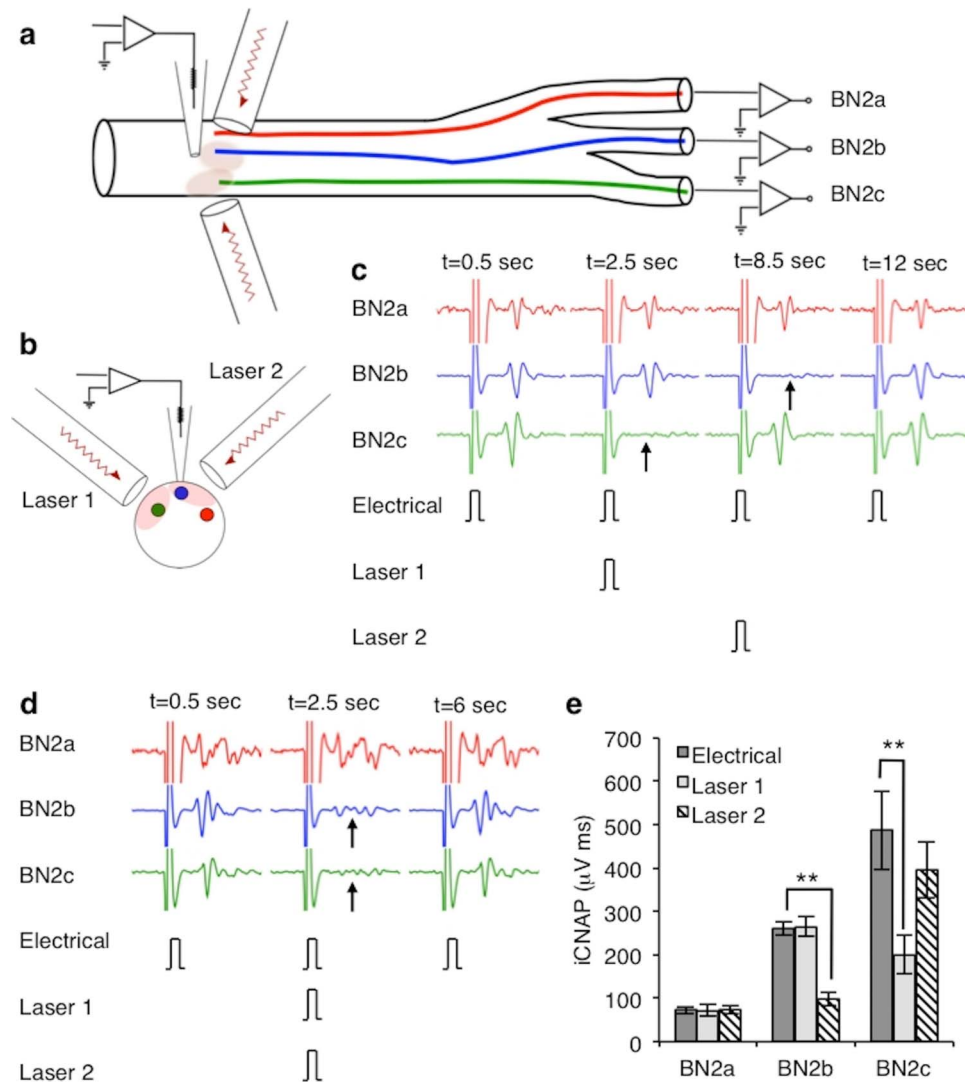 a
BN2a
BN2b
BN2c
b
Laser 2
Laser 1
c
t=0.5 sec t=2.5 sec t=8.5 sec t=12 sec
BN2a
BN2b
BN2c
Electrical
Laser 1
Laser 2
d
t=0.5 sec t=2.5 sec t=6 sec
BN2a
BN2b
BN2c
Electrical
Laser 1
Laser 2
e
iCNAP (µV ms)
700
600
500
400
300
200
100
0
Electrical
Laser 1
Laser 2
**
**
BN2a BN2b BN2c